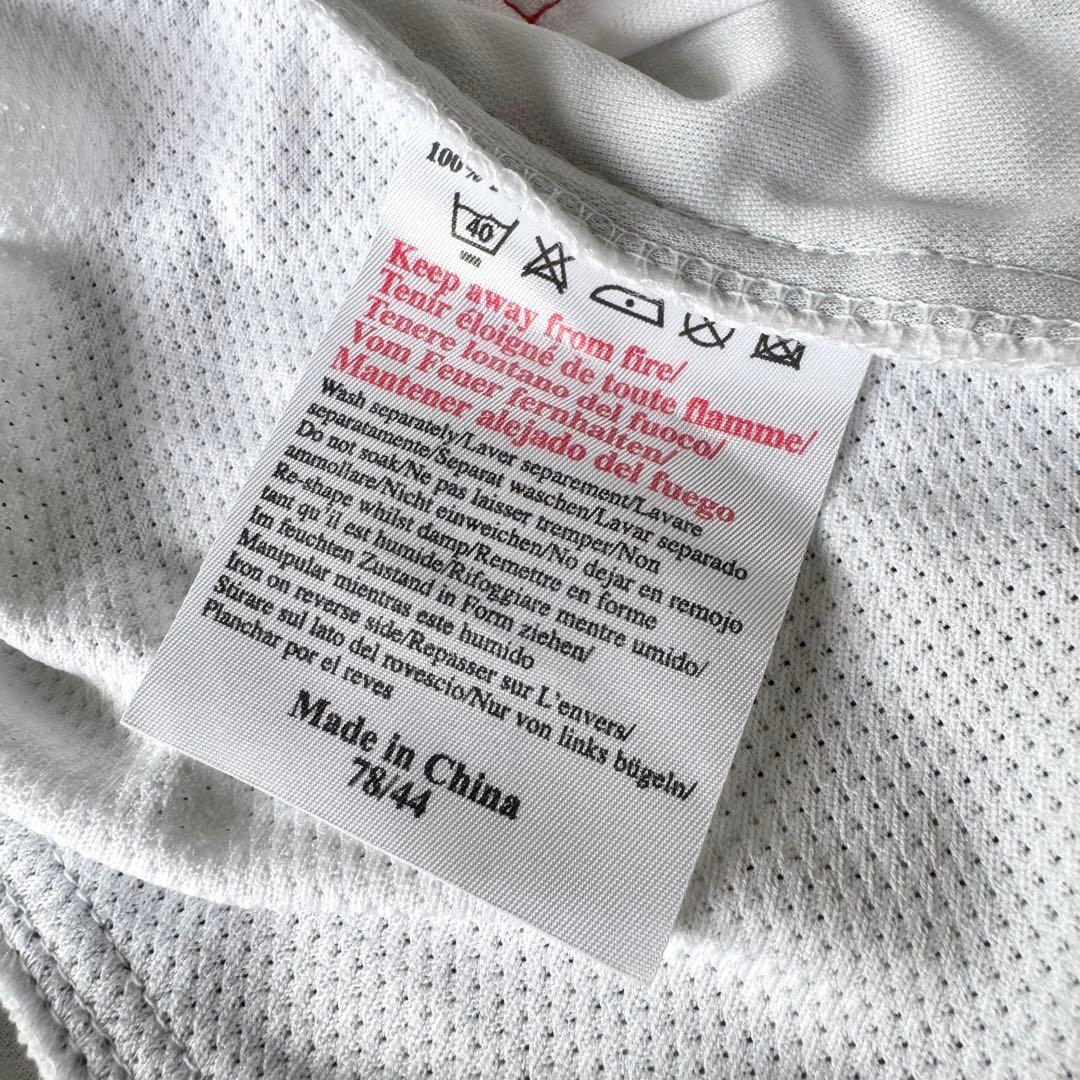 100%
40
Keep away from fire/
Tenir éloigné de toute flamme/
Tenere lontano del fuoco/
Vom Feuer fernhalten/
Mantener alejado del fuego
Wash separately/Laver separement/Lavare
separatamente/Separat waschen/Lavar separado
Do not soak/Ne pas laisser tremper/Non
ammollare/Nicht einweichen/No dejar en remojo
Re-shape whilst damp/Remettre en forme
tant qu'il est humide/Rifoggiare mentre umido/
Im feuchten Zustand in Form ziehen/
Manipular mientras este humido
Iron on reverse side/Repasser sur L'envers/
Stirare sul lato del rovescio/Nur von links bügeln/
Planchar por el reves
Made in China
78/44